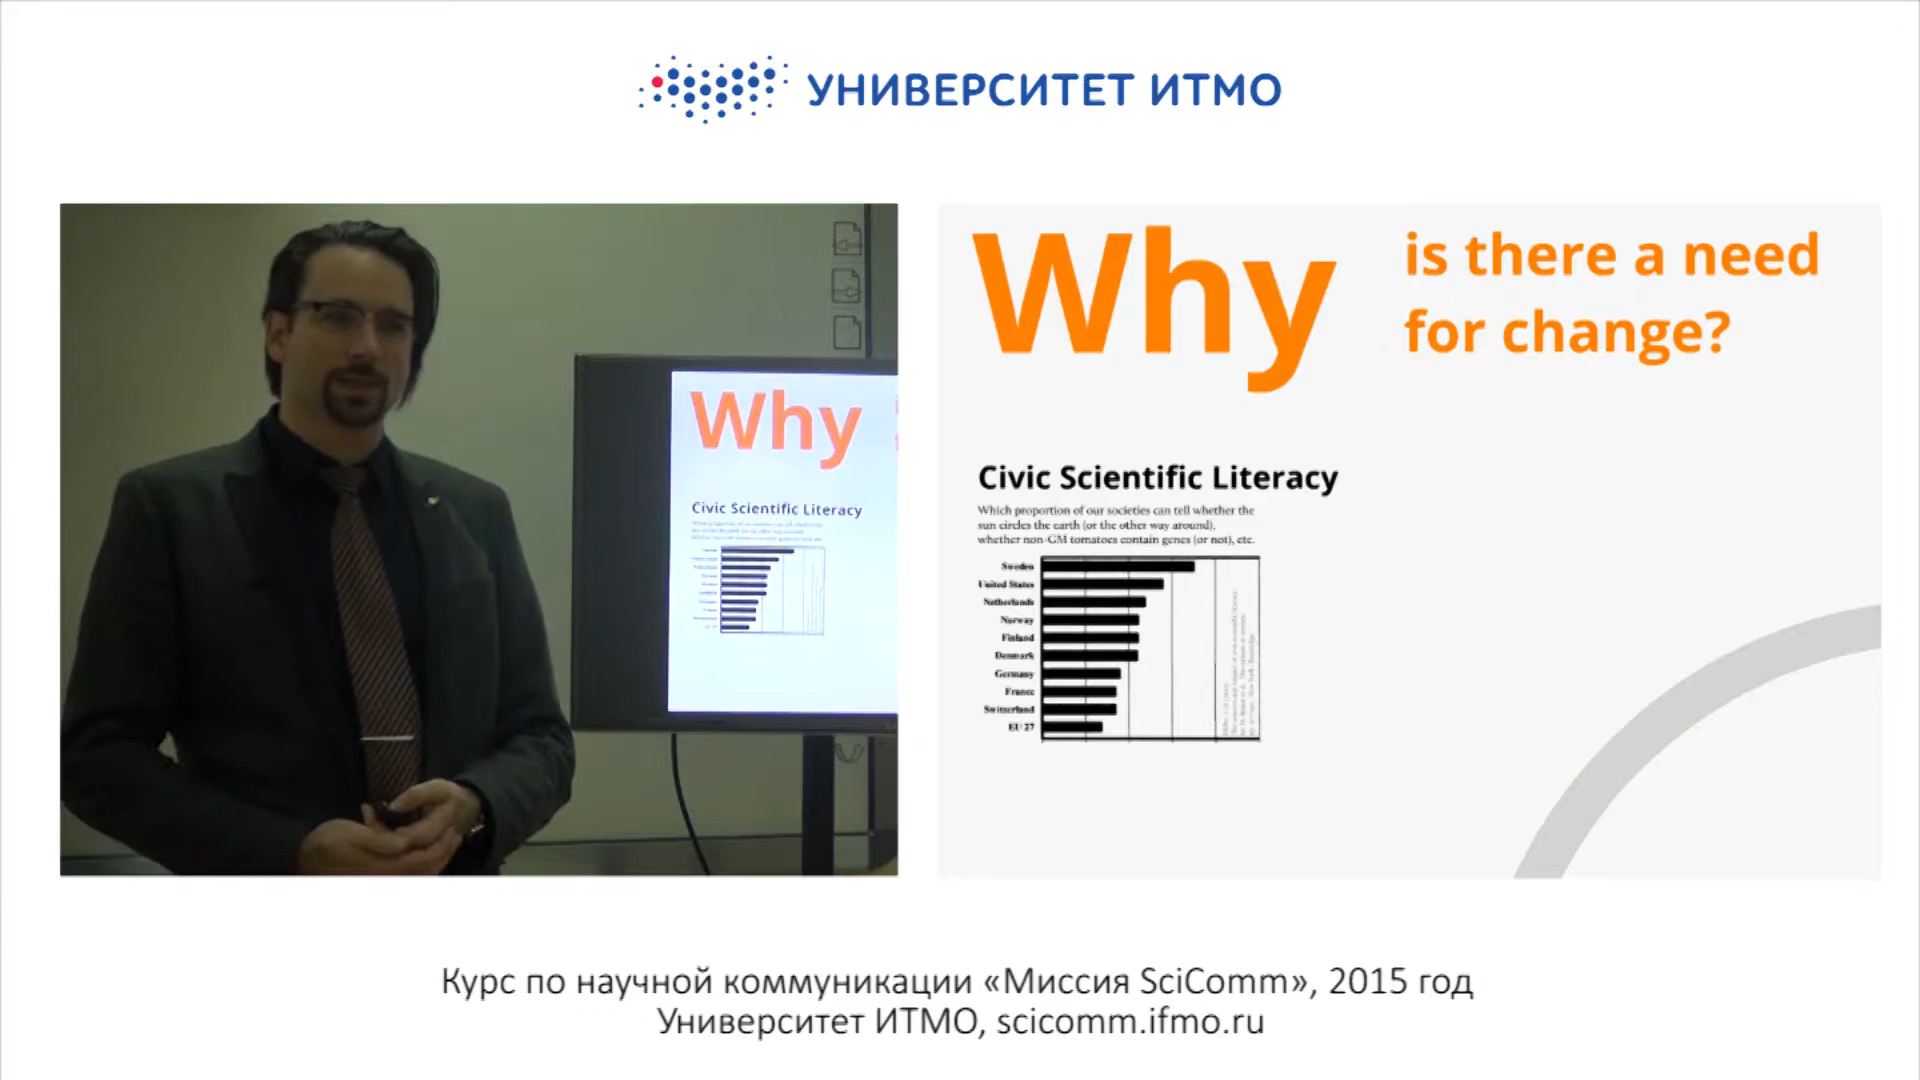 УНИВЕРСИТЕТ ИТМО
Why
Civic Scientific Literacy
Why
is there a need
for change?
Civic Scientific Literacy
Which proportion of our societies can tell whether the
sun circles the earth (or the other way around),
whether non-GM tomatoes contain genes (or not), etc.
Sweden
United States
Netherlands
Norway
Finland
Denmark
Germany
France
Switzerland
EU 27
Курс по научной коммуникации «Миссия SciComm», 2015 год
Университет ИТМО, scicomm.ifmo.ru